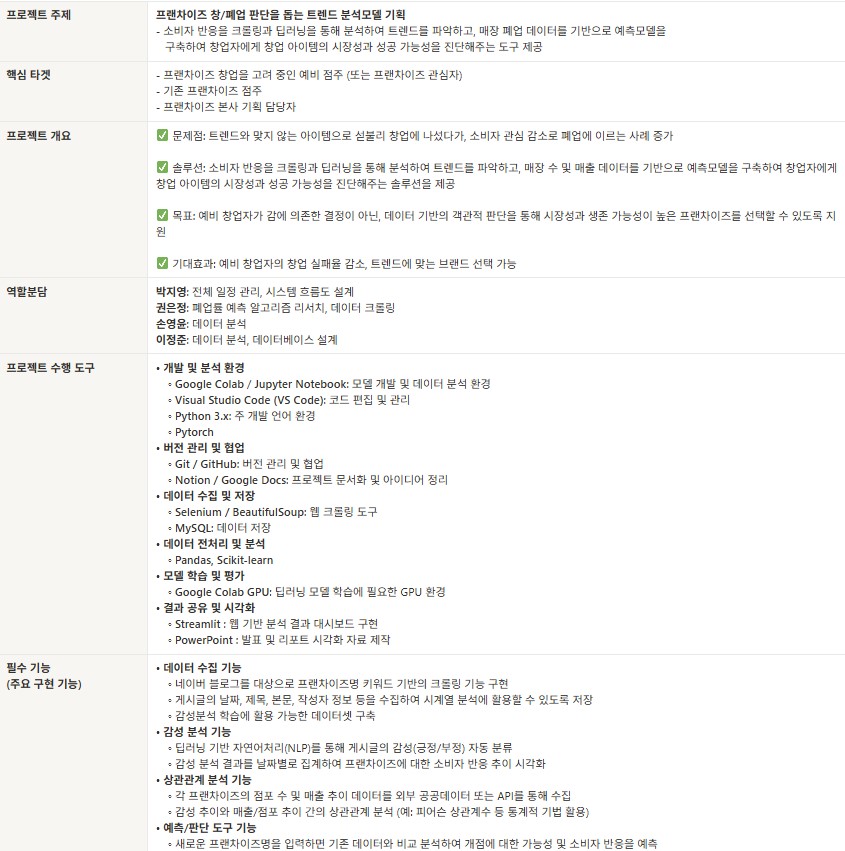 프로젝트 주제
프랜차이즈 창/폐업 판단을 돕는 트렌드 분석모델 기획
- 소비자 반응을 크롤링과 딥러닝을 통해 분석하여 트렌드를 파악하고, 매장 폐업 데이터를 기반으로 예측모델을
구축하여 창업자에게 창업 아이템의 시장성과 성공 가능성을 진단해주는 도구 제공
핵심 타겟
- 프랜차이즈 창업을 고려 중인 예비 점주 (또는 프랜차이즈 관심자)
- 기존 프랜차이즈 점주
- 프랜차이즈 본사 기획 담당자
프로젝트 개요
✅ 문제점: 트렌드와 맞지 않는 아이템으로 섣불리 창업에 나섰다가, 소비자 관심 감소로 폐업에 이르는 사례 증가
✅ 솔루션: 소비자 반응을 크롤링과 딥러닝을 통해 분석하여 트렌드를 파악하고, 매장 수 및 매출 데이터를 기반으로 예측모델을 구축하여 창업자에게
창업 아이템의 시장성과 성공 가능성을 진단해주는 솔루션을 제공
✅ 목표: 예비 창업자가 감에 의존한 결정이 아닌, 데이터 기반의 객관적 판단을 통해 시장성과 생존 가능성이 높은 프랜차이즈를 선택할 수 있도록 지
원
✅ 기대효과: 예비 창업자의 창업 실패율 감소, 트렌드에 맞는 브랜드 선택 가능
역할분담
박지영: 전체 일정 관리, 시스템 흐름도 설계
권은정: 폐업률 예측 알고리즘 리서치, 데이터 크롤링
손영윤: 데이터 분석
이정준: 데이터 분석, 데이터베이스 설계
프로젝트 수행 도구
• 개발 및 분석 환경
◦ Google Colab / Jupyter Notebook: 모델 개발 및 데이터 분석 환경
◦ Visual Studio Code (VS Code): 코드 편집 및 관리
◦ Python 3.x: 주 개발 언어 환경
◦ Pytorch
• 버전 관리 및 협업
◦ Git / GitHub: 버전 관리 및 협업
◦ Notion / Google Docs: 프로젝트 문서화 및 아이디어 정리
• 데이터 수집 및 저장
◦ Selenium / BeautifulSoup: 웹 크롤링 도구
◦ MySQL: 데이터 저장
• 데이터 전처리 및 분석
◦ Pandas, Scikit-learn
• 모델 학습 및 평가
◦ Google Colab GPU: 딥러닝 모델 학습에 필요한 GPU 환경
• 결과 공유 및 시각화
◦ Streamlit : 웹 기반 분석 결과 대시보드 구현
◦ PowerPoint : 발표 및 리포트 시각화 자료 제작
필수 기능
(주요 구현 기능)
• 데이터 수집 기능
◦ 네이버 블로그를 대상으로 프랜차이즈명 키워드 기반의 크롤링 기능 구현
◦ 게시글의 날짜, 제목, 본문, 작성자 정보 등을 수집하여 시계열 분석에 활용할 수 있도록 저장
◦ 감성분석 학습에 활용 가능한 데이터셋 구축
• 감성 분석 기능
◦ 딥러닝 기반 자연어처리(NLP)를 통해 게시글의 감성(긍정/부정) 자동 분류
◦ 감성 분석 결과를 날짜별로 집계하여 프랜차이즈에 대한 소비자 반응 추이 시각화
• 상관관계 분석 기능
◦ 각 프랜차이즈의 점포 수 및 매출 추이 데이터를 외부 공공데이터 또는 API를 통해 수집
◦ 감성 추이와 매출/점포 추이 간의 상관관계 분석 (예: 피어슨 상관계수 등 통계적 기법 활용)
• 예측/판단 도구 기능
◦ 새로운 프랜차이즈명을 입력하면 기존 데이터와 비교 분석하여 개점에 대한 가능성 및 소비자 반응을 예측